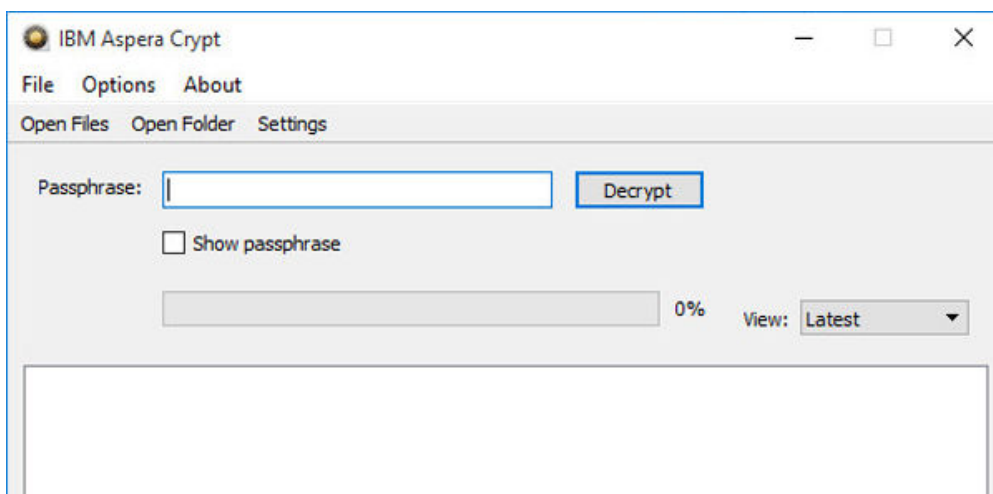 IBM Aspera Crypt
File Options About
Open Files Open Folder Settings
Passphrase: Decrypt
Show passphrase
0% View: Latest